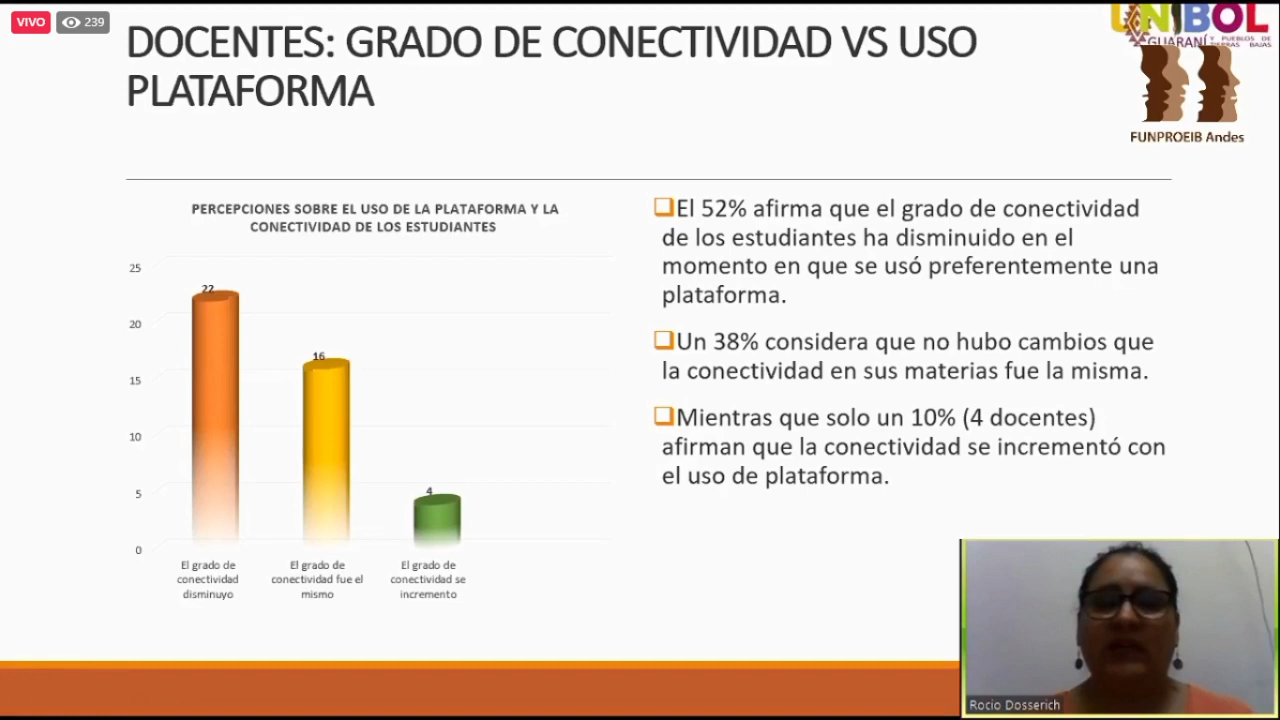 VIVO 239
DOCENTES: GRADO DE CONECTIVIDAD VS USO
PLATAFORMA
UNIBOL
GUARANÍ Y PUEBLOS DE
TIERRAS BAJAS
FUNPROEIB Andes
PERCEPCIONES SOBRE EL USO DE LA PLATAFORMA Y LA
CONECTIVIDAD DE LOS ESTUDIANTES
25
20
15
10
5
0
22
16
4
El grado de
conectividad
disminuyo
El grado de
conectividad fue el
mismo
El grado de
conectividad se
incremento
El 52% afirma que el grado de conectividad
de los estudiantes ha disminuido en el
momento en que se usó preferentemente una
plataforma.
Un 38% considera que no hubo cambios que
la conectividad en sus materias fue la misma.
Mientras que solo un 10% (4 docentes)
afirman que la conectividad se incrementó con
el uso de plataforma.
Rocio Dosserich